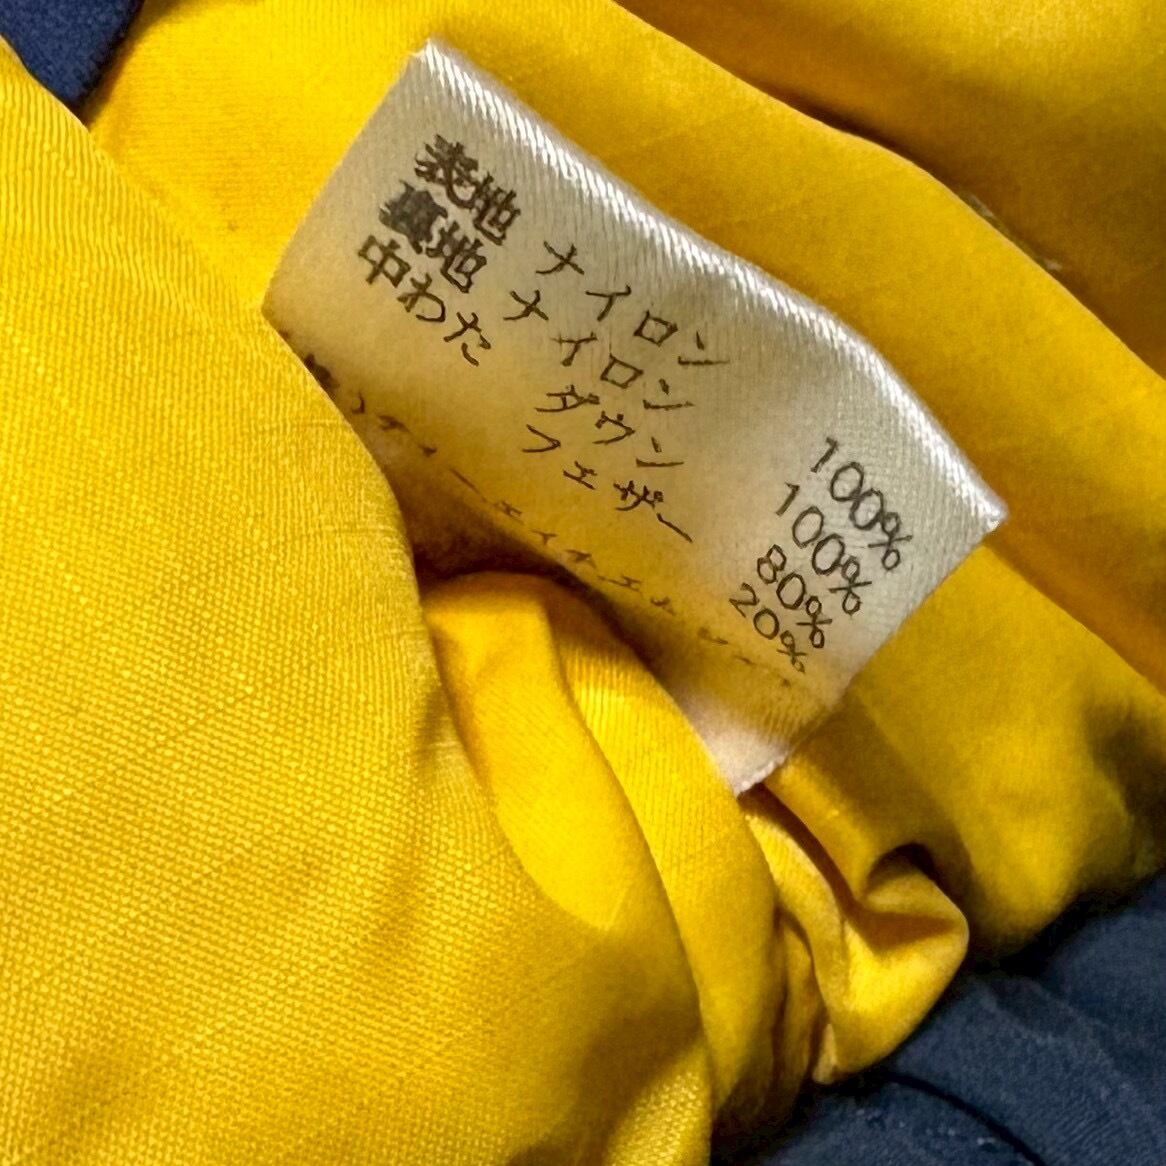 表地 ナイロン 100%
裏地 ナイロン 100%
中わた ダウン 80%
フェザー 20%